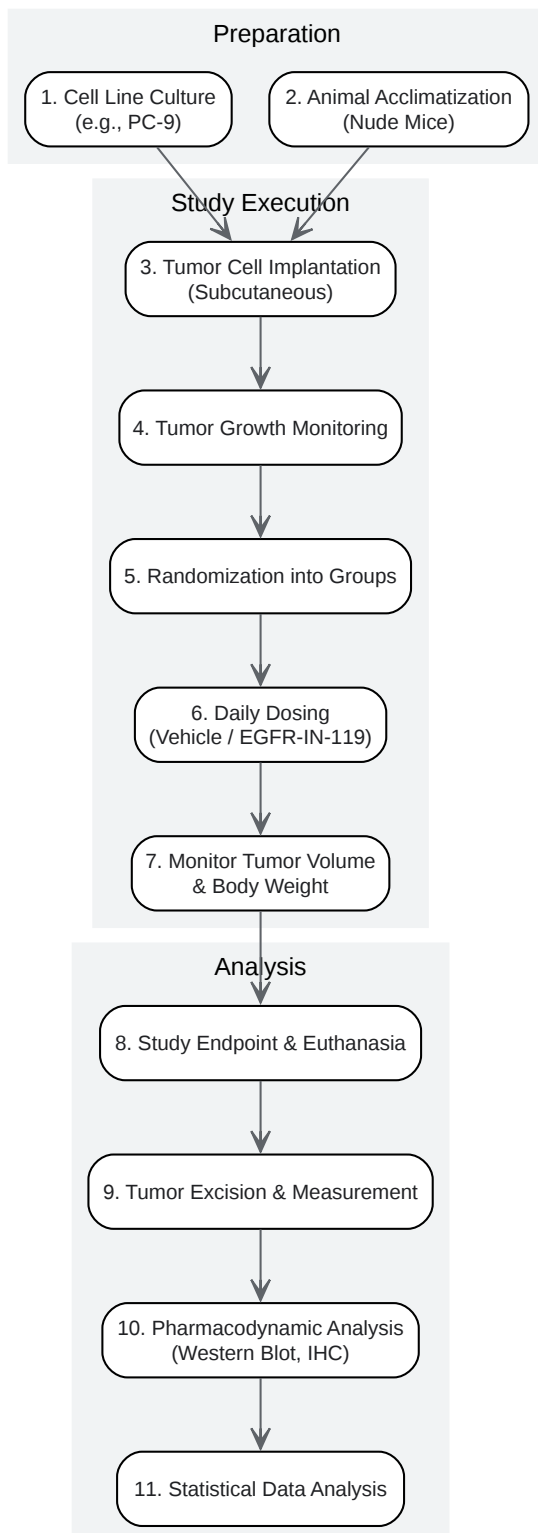 Preparation
1. Cell Line Culture
(e.g., PC-9)
2. Animal Acclimatization
(Nude Mice)
Study Execution
3. Tumor Cell Implantation
(Subcutaneous)
4. Tumor Growth Monitoring
5. Randomization into Groups
6. Daily Dosing
(Vehicle / EGFR-IN-119)
7. Monitor Tumor Volume
& Body Weight
Analysis
8. Study Endpoint & Euthanasia
9. Tumor Excision & Measurement
10. Pharmacodynamic Analysis
(Western Blot, IHC)
11. Statistical Data Analysis